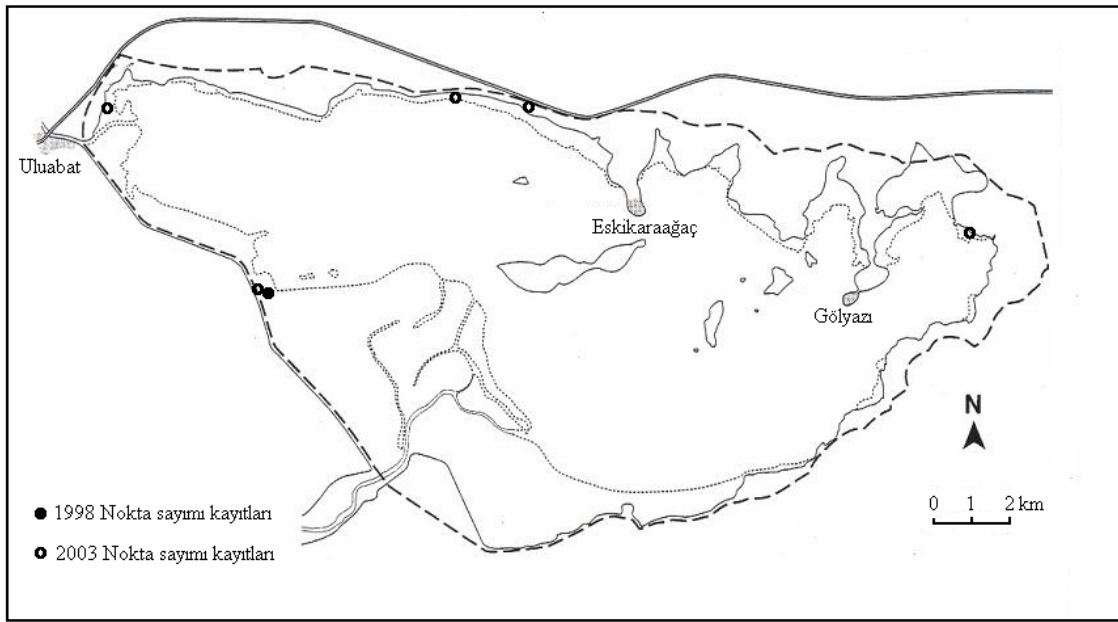 Uluabat
Eskikaraağaç
Gölyazı
N
0 1 2 km
1998 Nokta sayımı kayıtları
2003 Nokta sayımı kayıtları